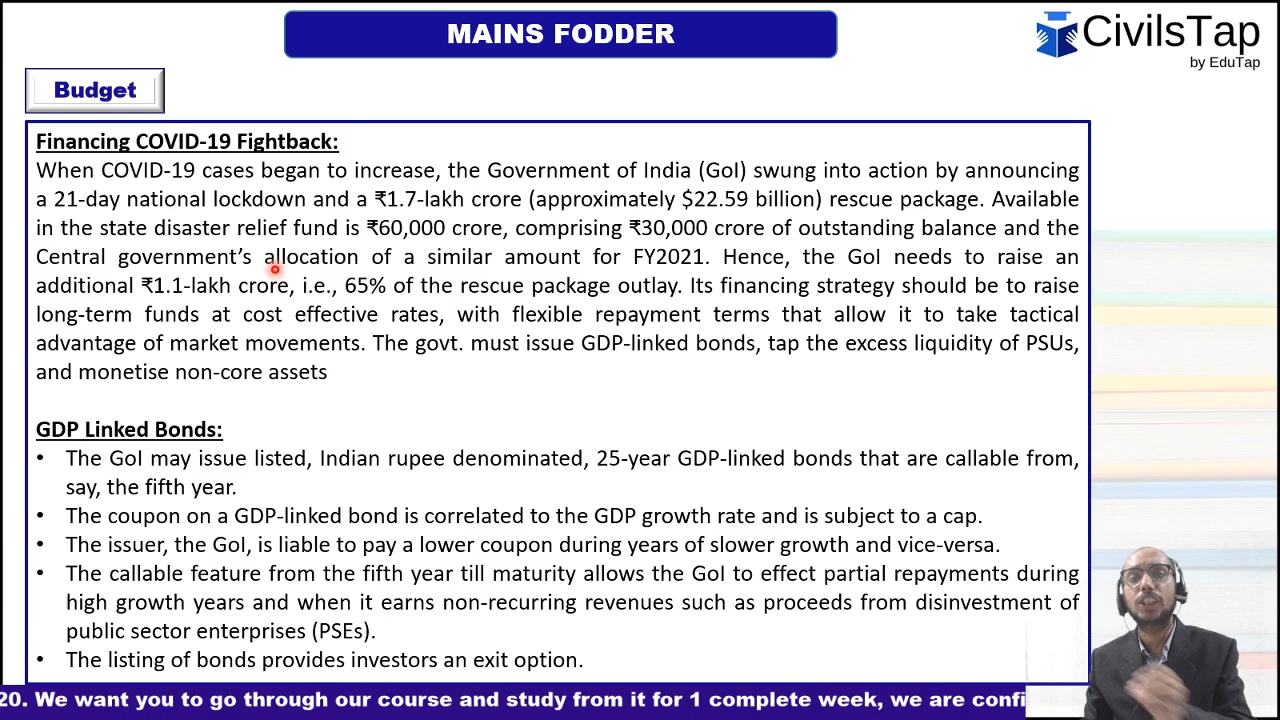 MAINS FODDER
CivilsTap
by EduTap
Budget
Financing COVID-19 Fightback:
When COVID-19 cases began to increase, the Government of India (GoI) swung into action by announcing
a 21-day national lockdown and a ₹1.7-lakh crore (approximately $22.59 billion) rescue package. Available
in the state disaster relief fund is ₹60,000 crore, comprising ₹30,000 crore of outstanding balance and the
Central government’s allocation of a similar amount for FY2021. Hence, the GoI needs to raise an
additional ₹1.1-lakh crore, i.e., 65% of the rescue package outlay. Its financing strategy should be to raise
long-term funds at cost effective rates, with flexible repayment terms that allow it to take tactical
advantage of market movements. The govt. must issue GDP-linked bonds, tap the excess liquidity of PSUs,
and monetise non-core assets
GDP Linked Bonds:
• The GoI may issue listed, Indian rupee denominated, 25-year GDP-linked bonds that are callable from,
say, the fifth year.
• The coupon on a GDP-linked bond is correlated to the GDP growth rate and is subject to a cap.
• The issuer, the GoI, is liable to pay a lower coupon during years of slower growth and vice-versa.
• The callable feature from the fifth year till maturity allows the GoI to effect partial repayments during
high growth years and when it earns non-recurring revenues such as proceeds from disinvestment of
public sector enterprises (PSEs).
• The listing of bonds provides investors an exit option.
20. We want you to go through our course and study from it for 1 complete week, we are confi